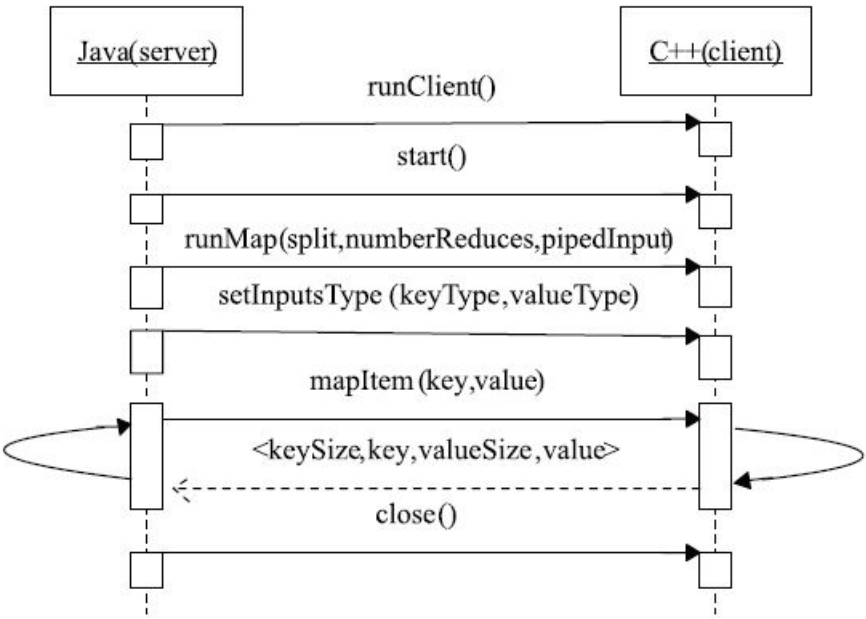 Java(server)
C++(client)
runClient()
start()
runMap(split,numberReduces,pipedInput)
setInputsType (keyType,valueType)
mapItem (key,value)
<keySize,key,valueSize,value>
close()